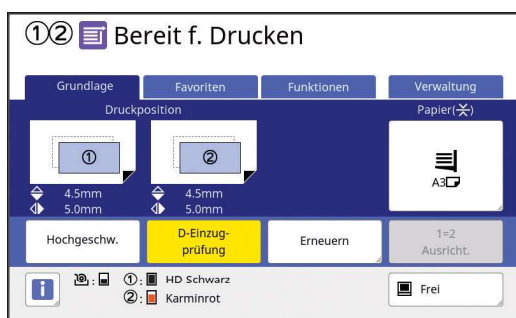 ①② Bereit f. Drucken
Grundlage Favoriten Funktionen Verwaltung
Druckposition Papier()
① ②
4.5mm 4.5mm
5.0mm 5.0mm
A3
Hochgeschw. D-Einzug-
prüfung Erneuern 1=2
Ausricht.
①: HD Schwarz
②: Karminrot
Frei